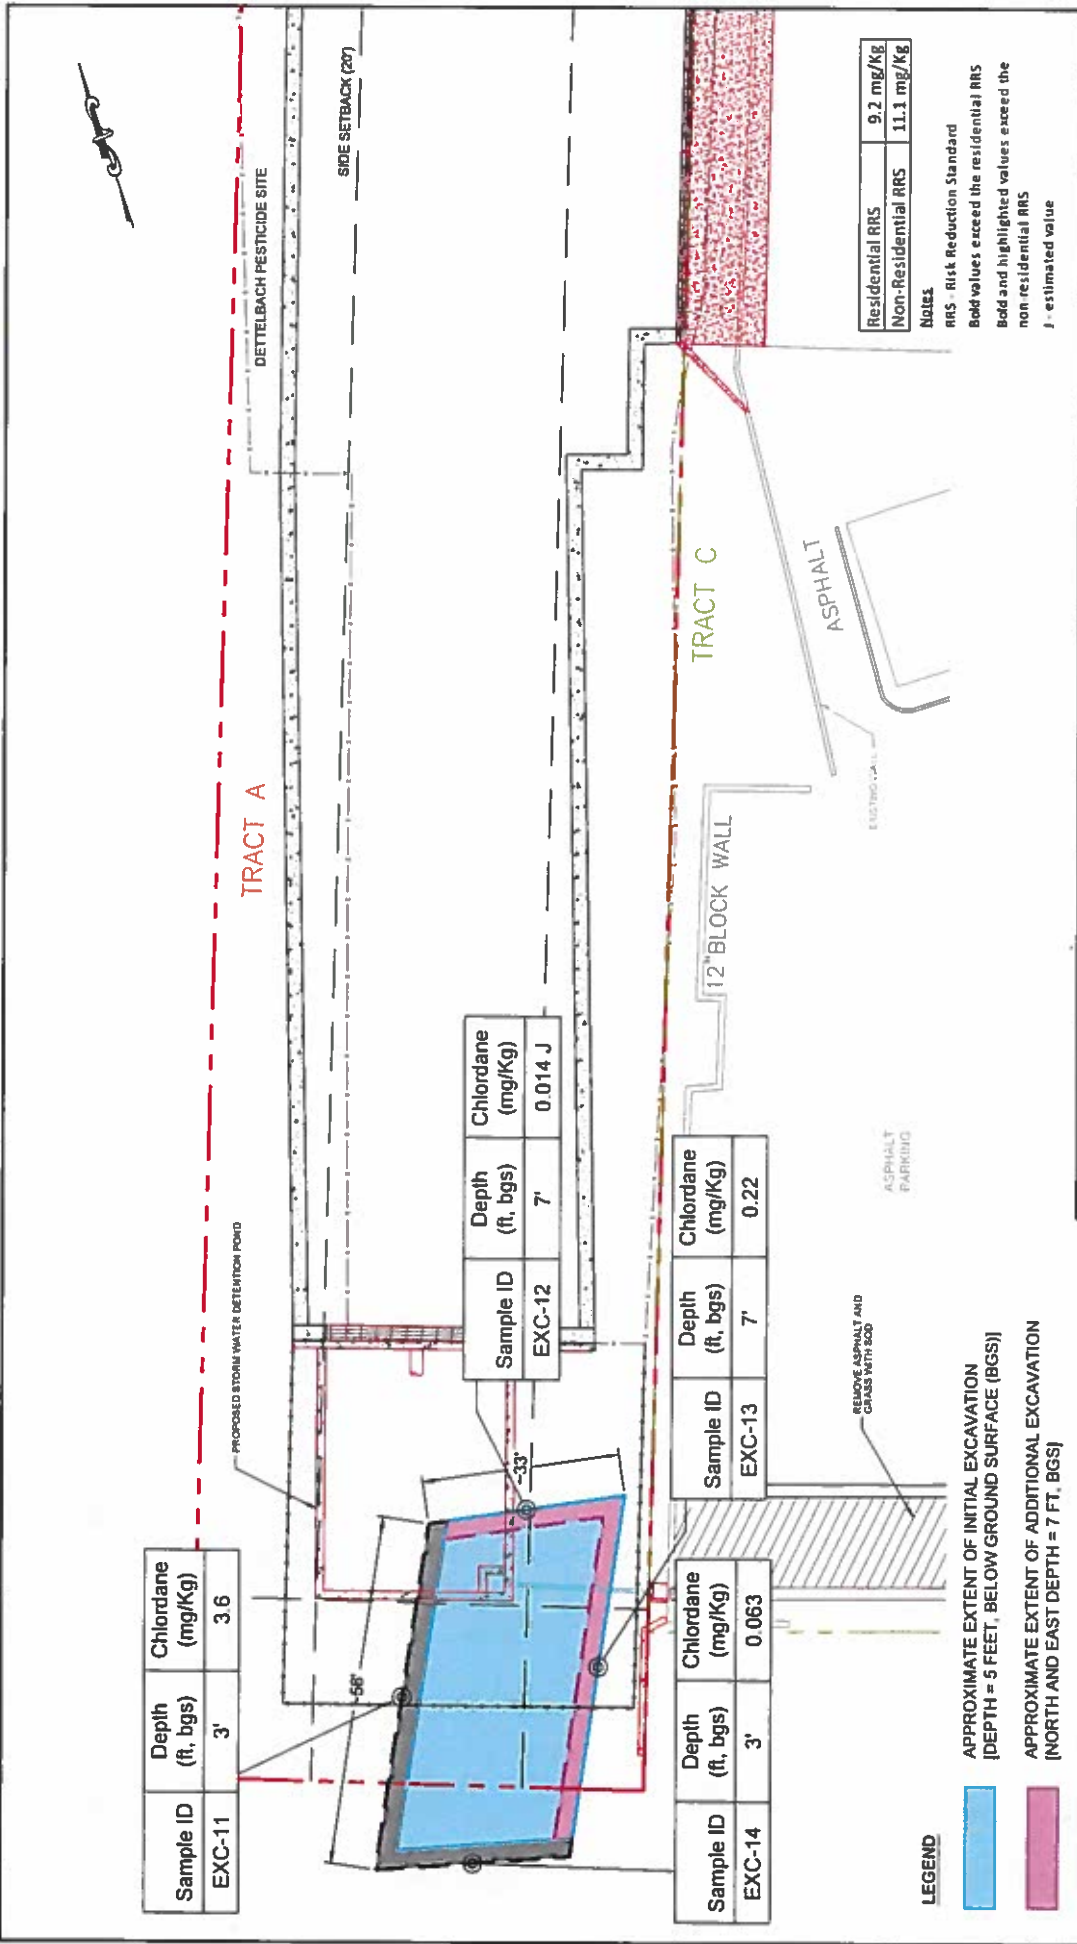 DETTELBACH PESTICIDE SITE
SIDE SETBACK (20')
TRACT A
PROPOSED STORM WATER DETENTION POND
Sample ID Depth (ft, bgs) Chlordane (mg/Kg)
EXC-11 3' 3.6
Sample ID Depth (ft, bgs) Chlordane (mg/Kg)
EXC-12 7' 0.014 J
~33'
~56'
Sample ID Depth (ft, bgs) Chlordane (mg/Kg)
EXC-13 7' 0.22
Sample ID Depth (ft, bgs) Chlordane (mg/Kg)
EXC-14 3' 0.063
TRACT C
ASPHALT
12" BLOCK WALL
ASPHALT
PARKING
REMOVE ASPHALT AND
GRASS WITH SOD
Residential RRS 9.2 mg/Kg
Non-Residential RRS 11.1 mg/Kg
Notes
RRS - Risk Reduction Standard
Bold values exceed the residential RRS
Bold and highlighted values exceed the
non-residential RRS
J - estimated value
LEGEND
APPROXIMATE EXTENT OF INITIAL EXCAVATION
[DEPTH = 5 FEET, BELOW GROUND SURFACE (BGS)]
APPROXIMATE EXTENT OF ADDITIONAL EXCAVATION
[NORTH AND EAST DEPTH = 7 FT, BGS]